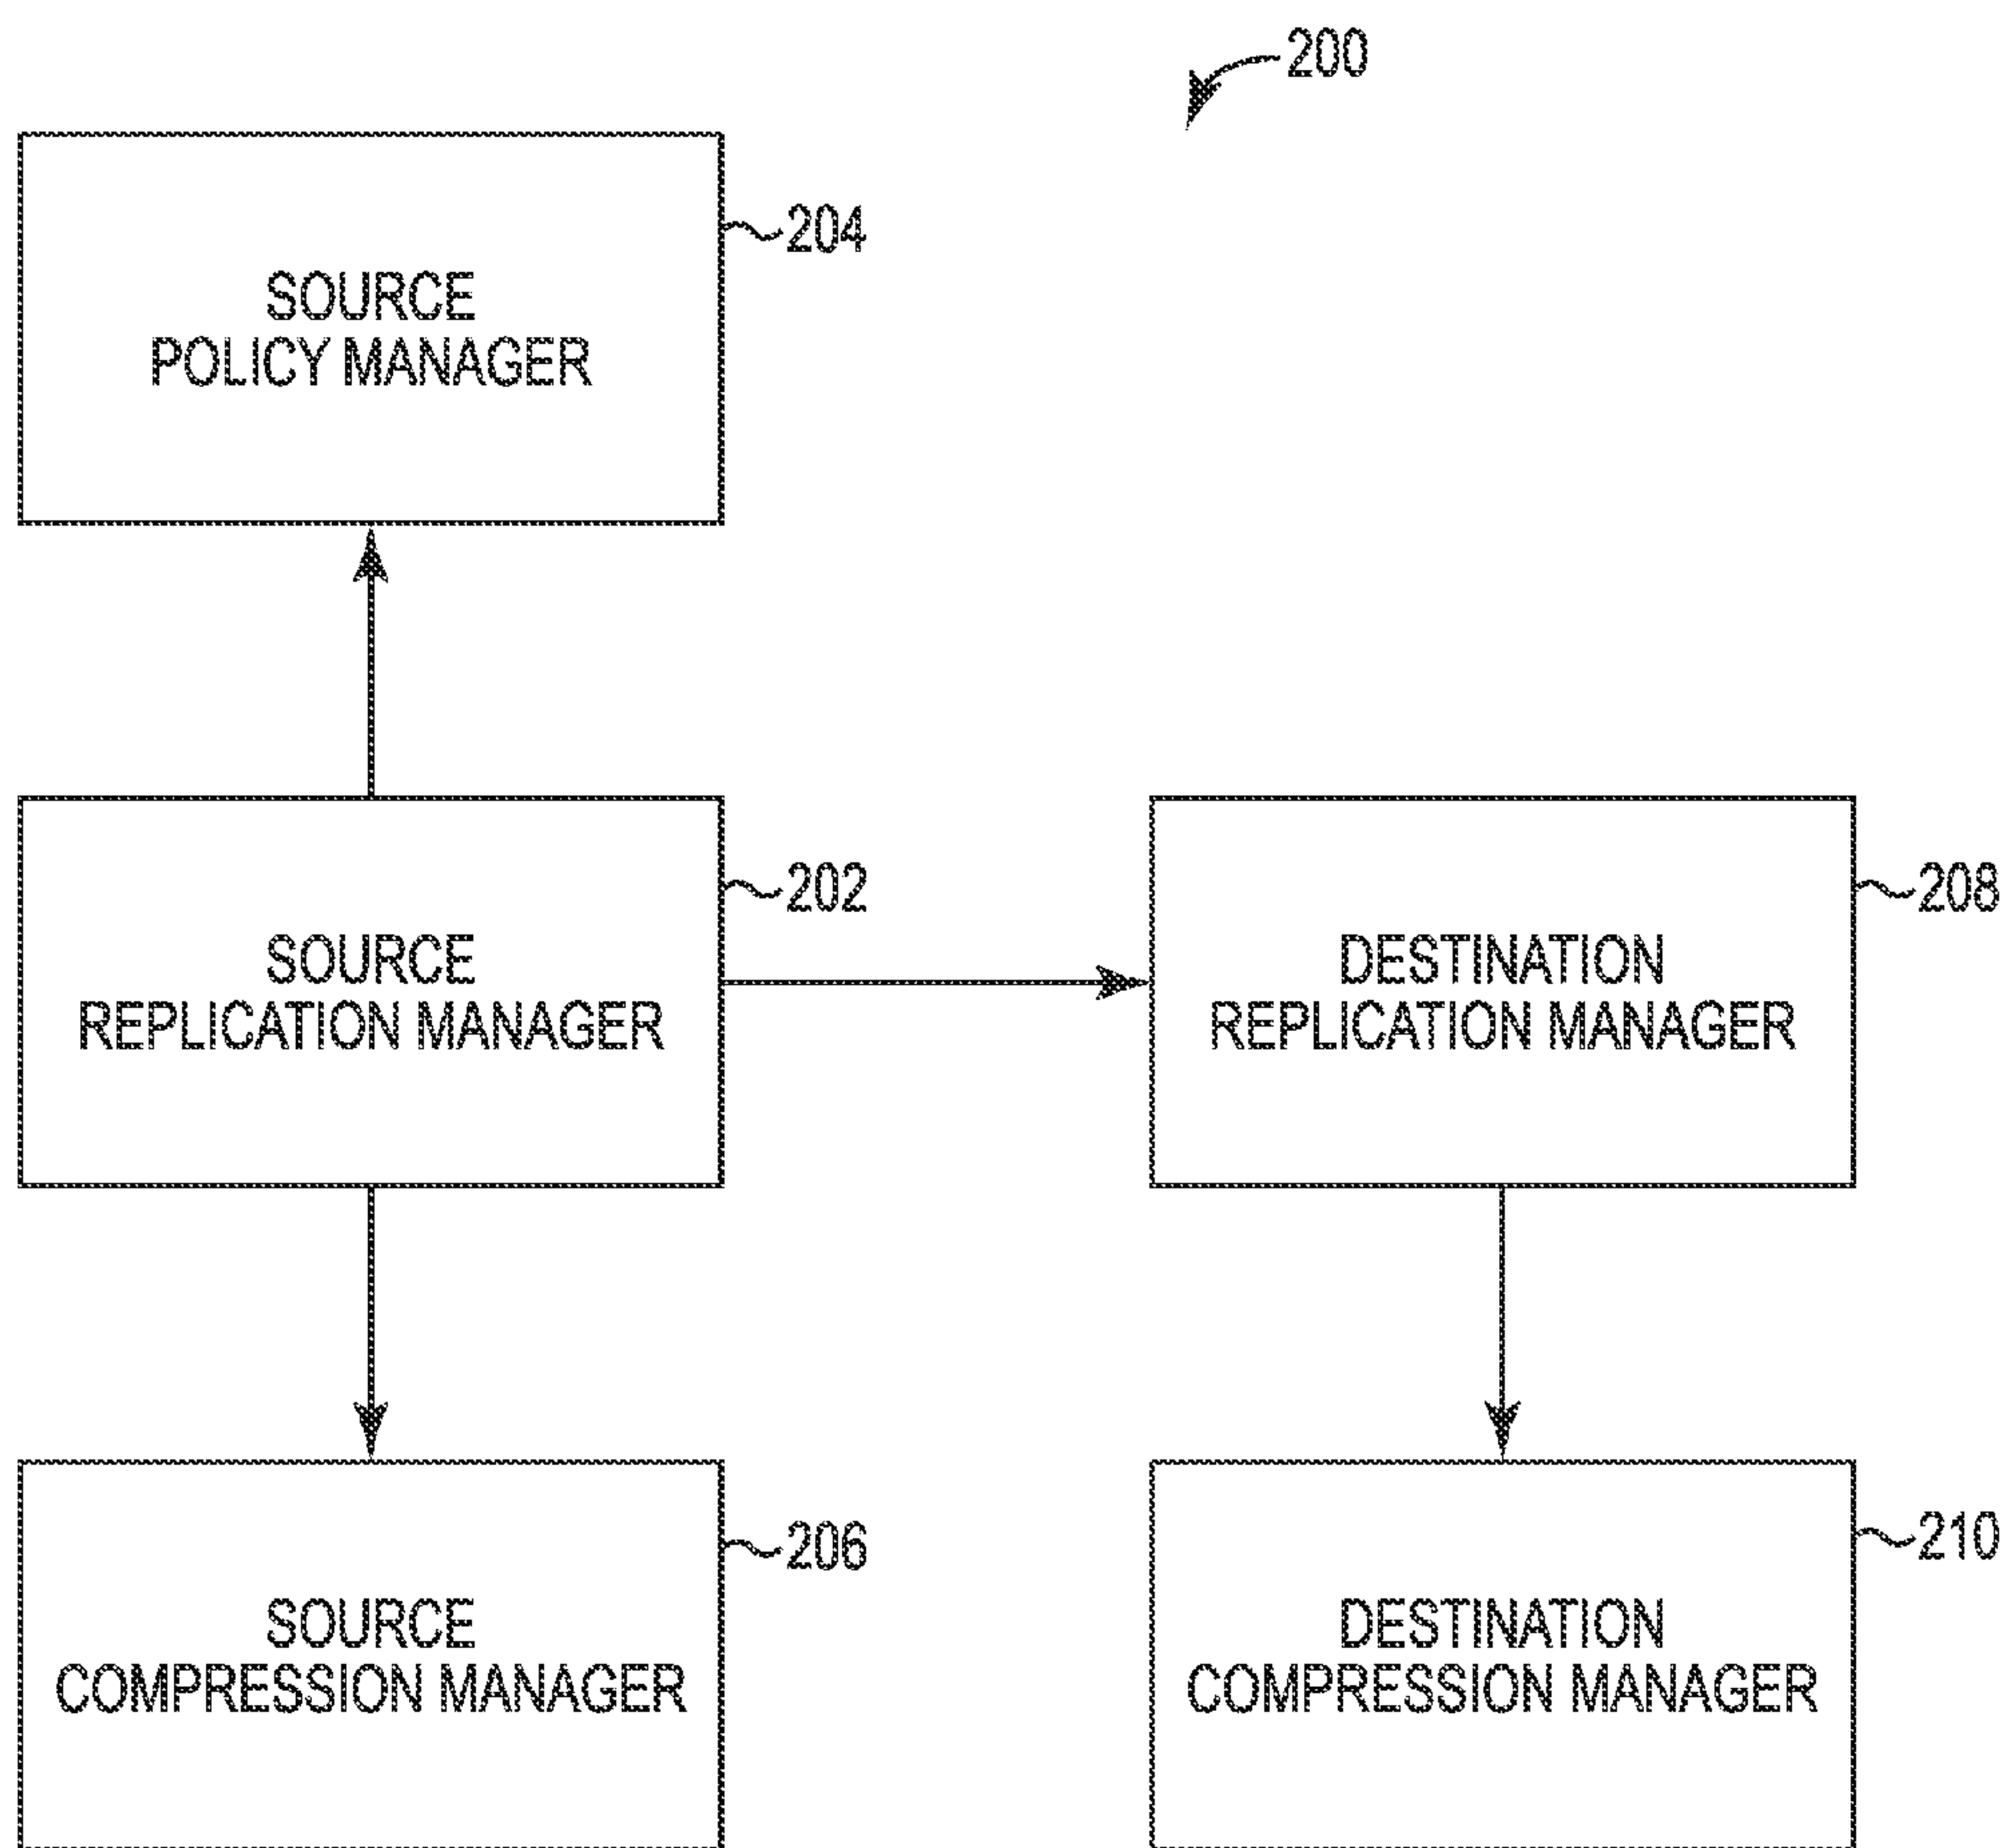 200
204
SOURCE
POLICY MANAGER
202
SOURCE
REPLICATION MANAGER
208
DESTINATION
REPLICATION MANAGER
206
SOURCE
COMPRESSION MANAGER
210
DESTINATION
COMPRESSION MANAGER